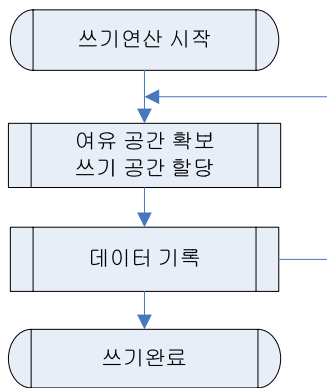 쓰기연산 시작
여유 공간 확보
쓰기 공간 할당
데이터 기록
쓰기완료